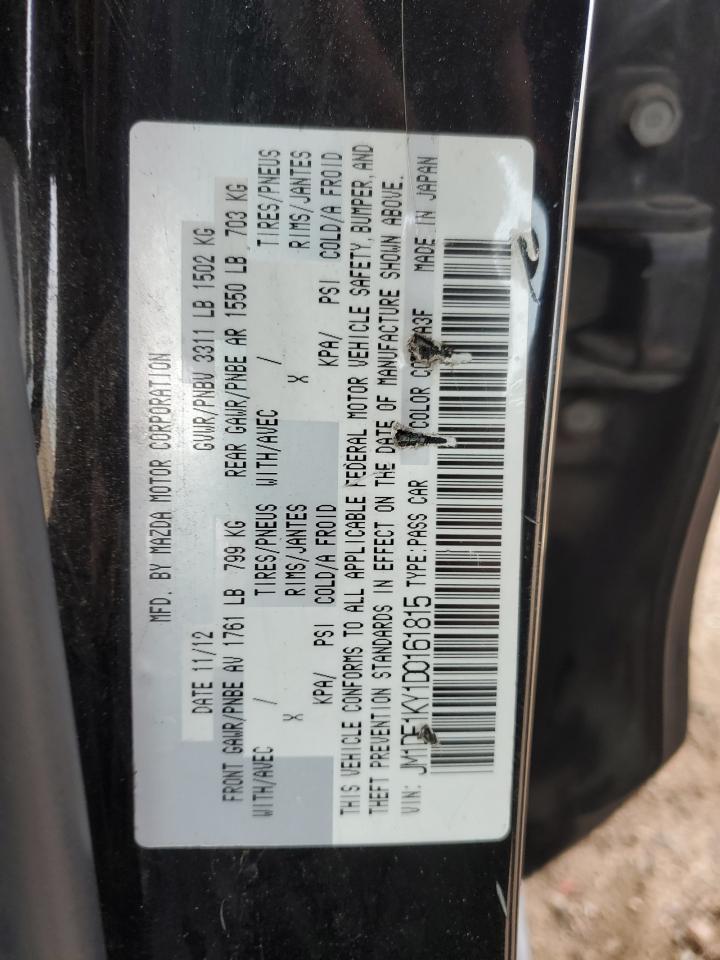 MFD. BY MAZDA MOTOR CORPORATION
DATE 11/12 GVWR/PNBV 3311 LB 1502 KG
FRONT GAWR/PNBE AV 1761 LB 799 KG REAR GAWR/PNBE AR 1550 LB 703 KG
WITH/AVEC / TIRES/PNEUS WITH/AVEC / TIRES/PNEUS
X RIMS/JANTES X RIMS/JANTES
KPA/ PSI COLD/A FROID KPA/ PSI COLD/A FROID
THIS VEHICLE CONFORMS TO ALL APPLICABLE FEDERAL MOTOR VEHICLE SAFETY, BUMPER, AND
THEFT PREVENTION STANDARDS IN EFFECT ON THE DATE OF MANUFACTURE SHOWN ABOVE.
VIN: JM1DE1KY1D0161815 TYPE:PASS CAR COLOR A3F MADE IN JAPAN